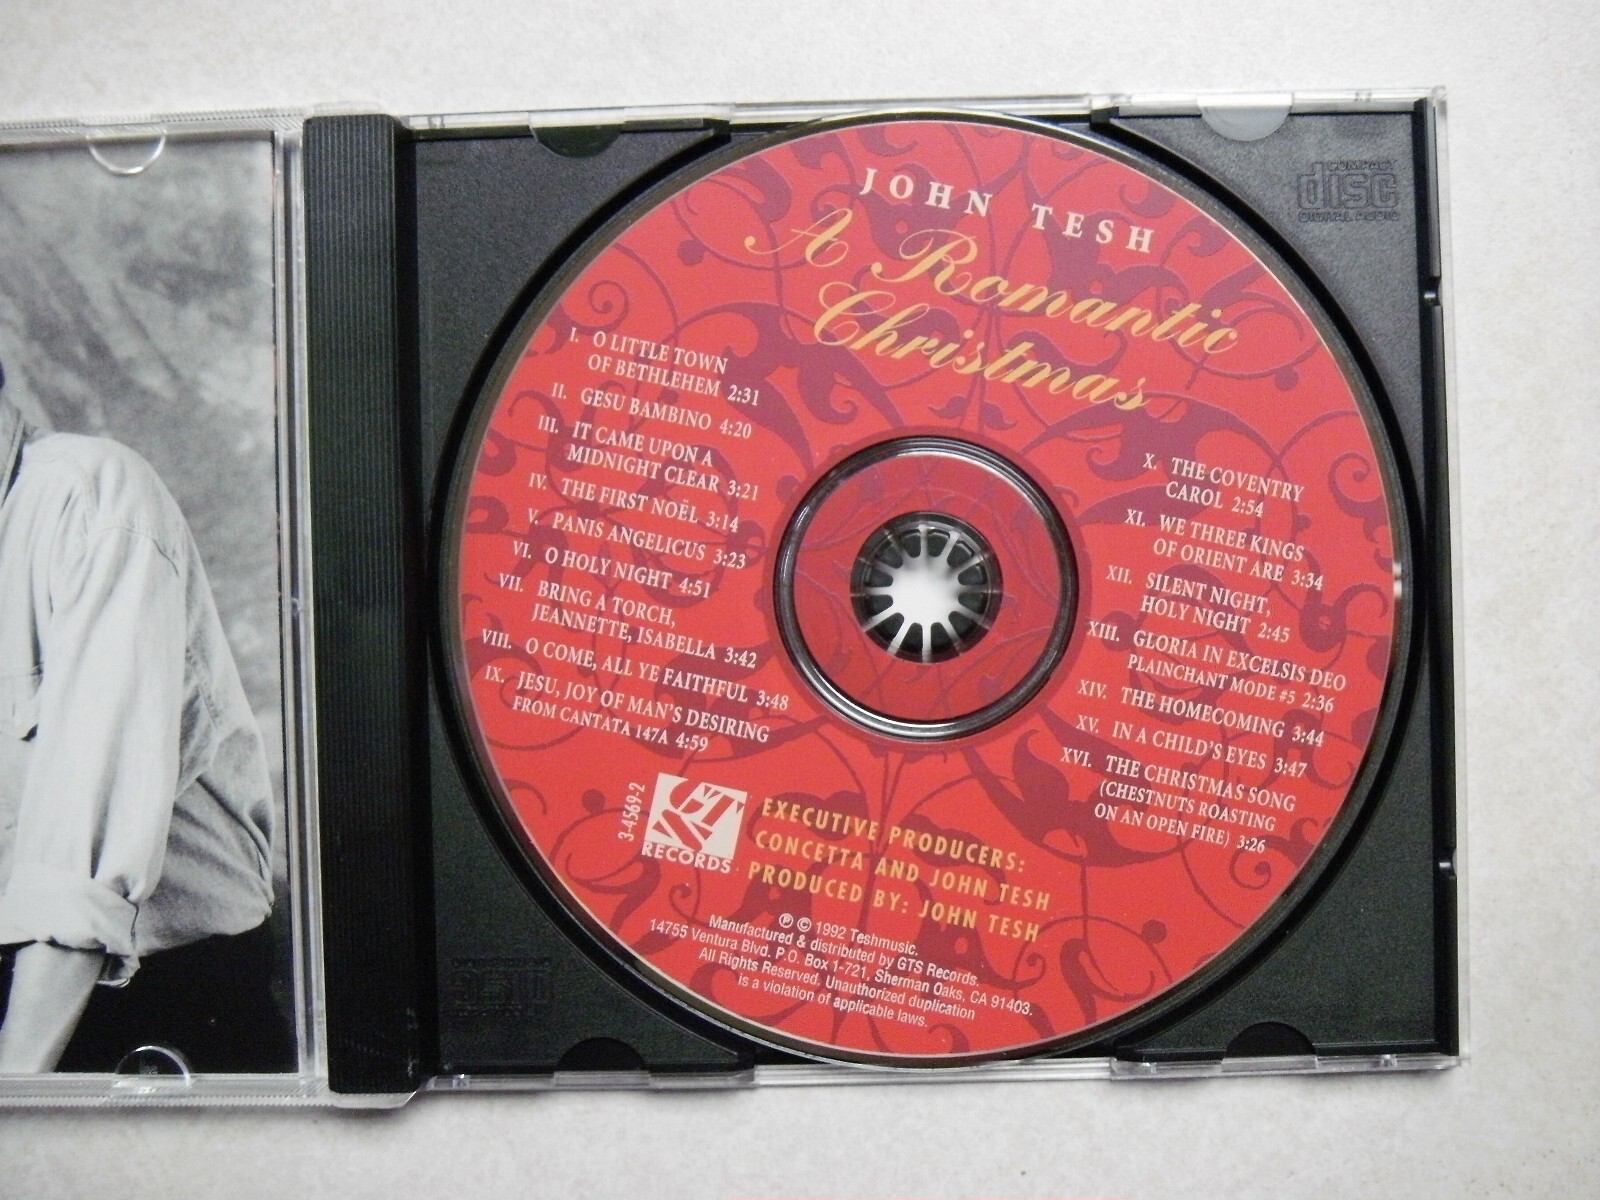 JOHN TESH
A Romantic
Christmas
I. O LITTLE TOWN
OF BETHLEHEM 2:31
II. GESU BAMBINO 4:20
III. IT CAME UPON A
MIDNIGHT CLEAR 3:21
IV. THE FIRST NOËL 3:14
V. PANIS ANGELICUS 3:23
VI. O HOLY NIGHT 4:51
VII. BRING A TORCH,
JEANNETTE, ISABELLA 3:42
VIII. O COME, ALL YE FAITHFUL 3:48
IX. JESU, JOY OF MAN'S DESIRING
FROM CANTATA 147A 4:59
X. THE COVENTRY
CAROL 2:54
XI. WE THREE KINGS
OF ORIENT ARE 3:34
XII. SILENT NIGHT,
HOLY NIGHT 2:45
XIII. GLORIA IN EXCELSIS DEO
PLAINCHANT MODE #5 2:36
XIV. THE HOMECOMING 3:44
XV. IN A CHILD'S EYES 3:47
XVI. THE CHRISTMAS SONG
(CHESTNUTS ROASTING
ON AN OPEN FIRE) 3:26
3-4569-2
GTS
RECORDS
EXECUTIVE PRODUCERS:
CONCETTA AND JOHN TESH
PRODUCED BY: JOHN TESH
℗ © 1992 Teshmusic.
Manufactured & distributed by GTS Records.
14755 Ventura Blvd. P.O. Box 1-721, Sherman Oaks, CA 91403.
All Rights Reserved. Unauthorized duplication
is a violation of applicable laws.
COMPACT
disc
DIGITAL AUDIO